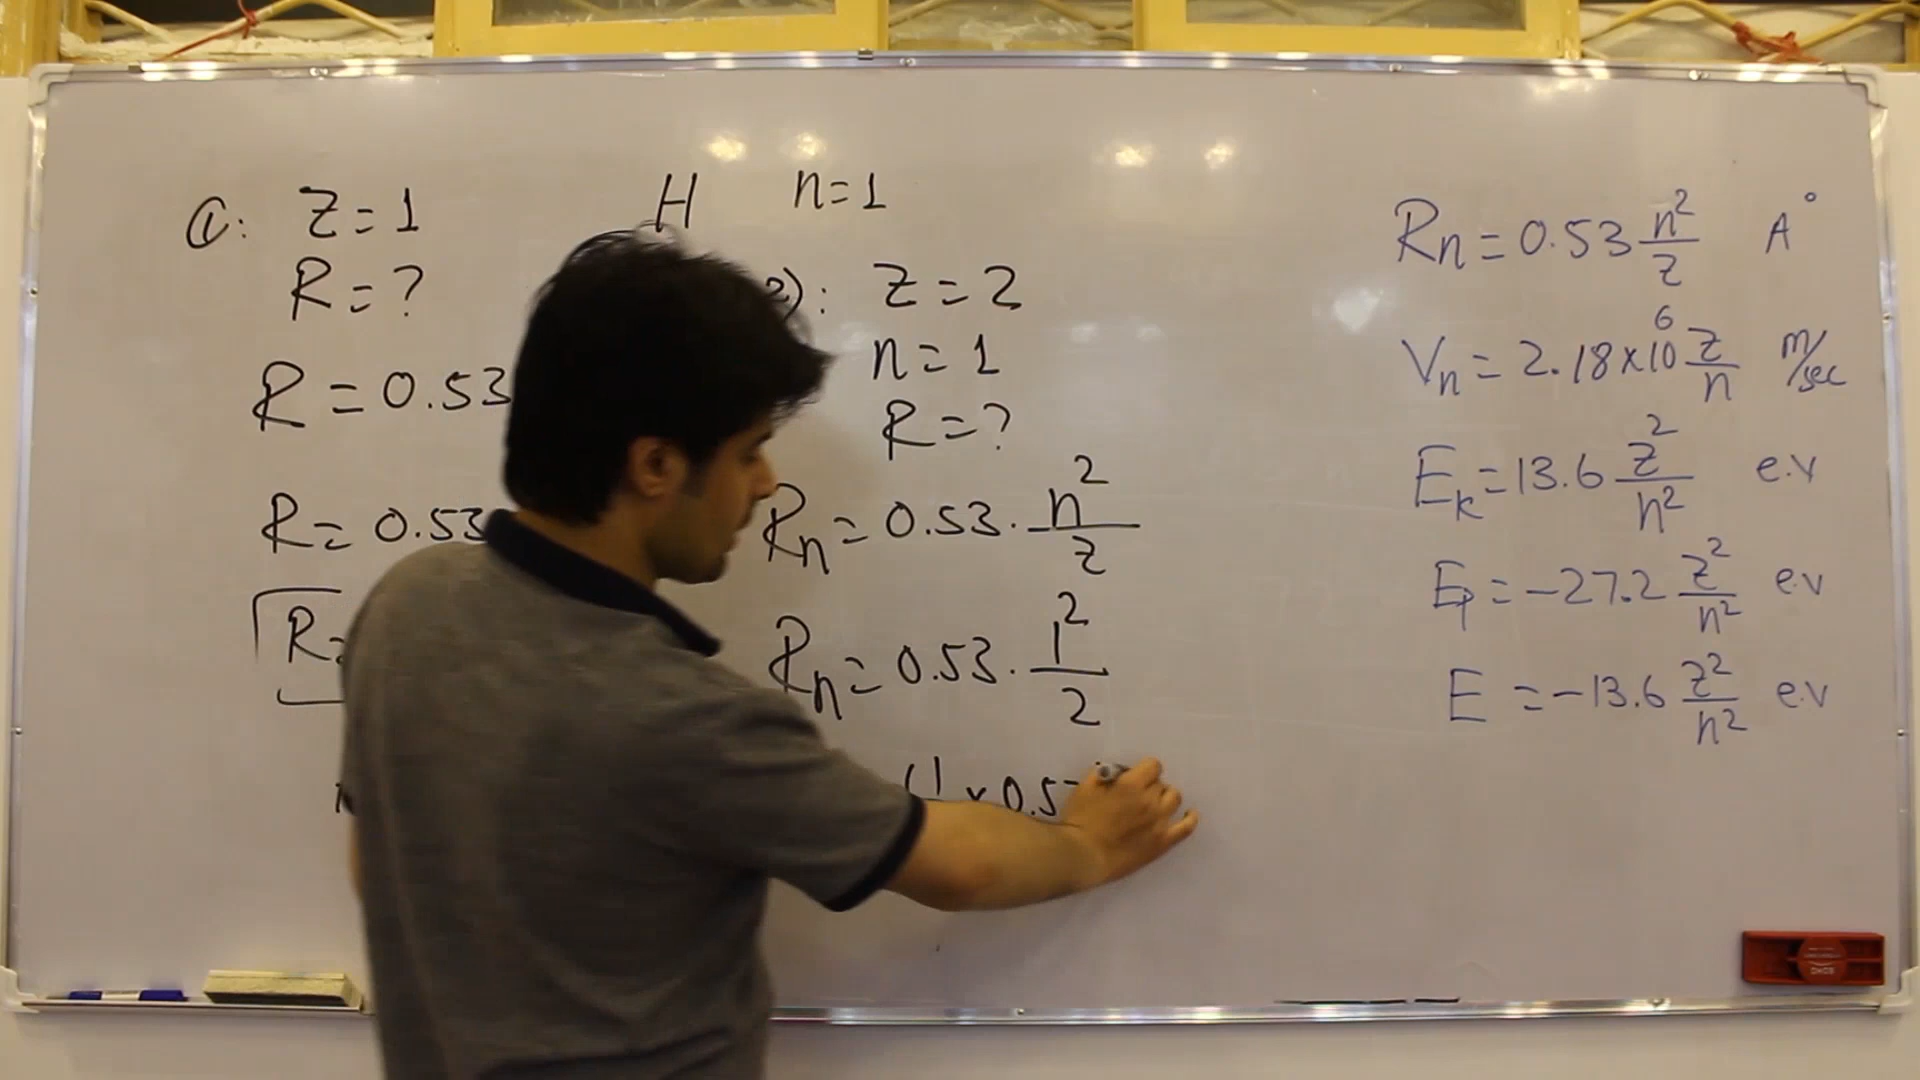 ①: Z=1 H n=1
R=?
R=0.53
R=0.53
R=
2): Z=2
n=1
R=?
Rₙ=0.53·n²/z
Rₙ=0.53·1²/2
Rₙ=0.53 n²/z A°
Vₙ=2.18×10⁶ z/n m/sec
Eₖ=13.6 z²/n² e.v
Eₚ=-27.2 z²/n² e.v
E=-13.6 z²/n² e.v